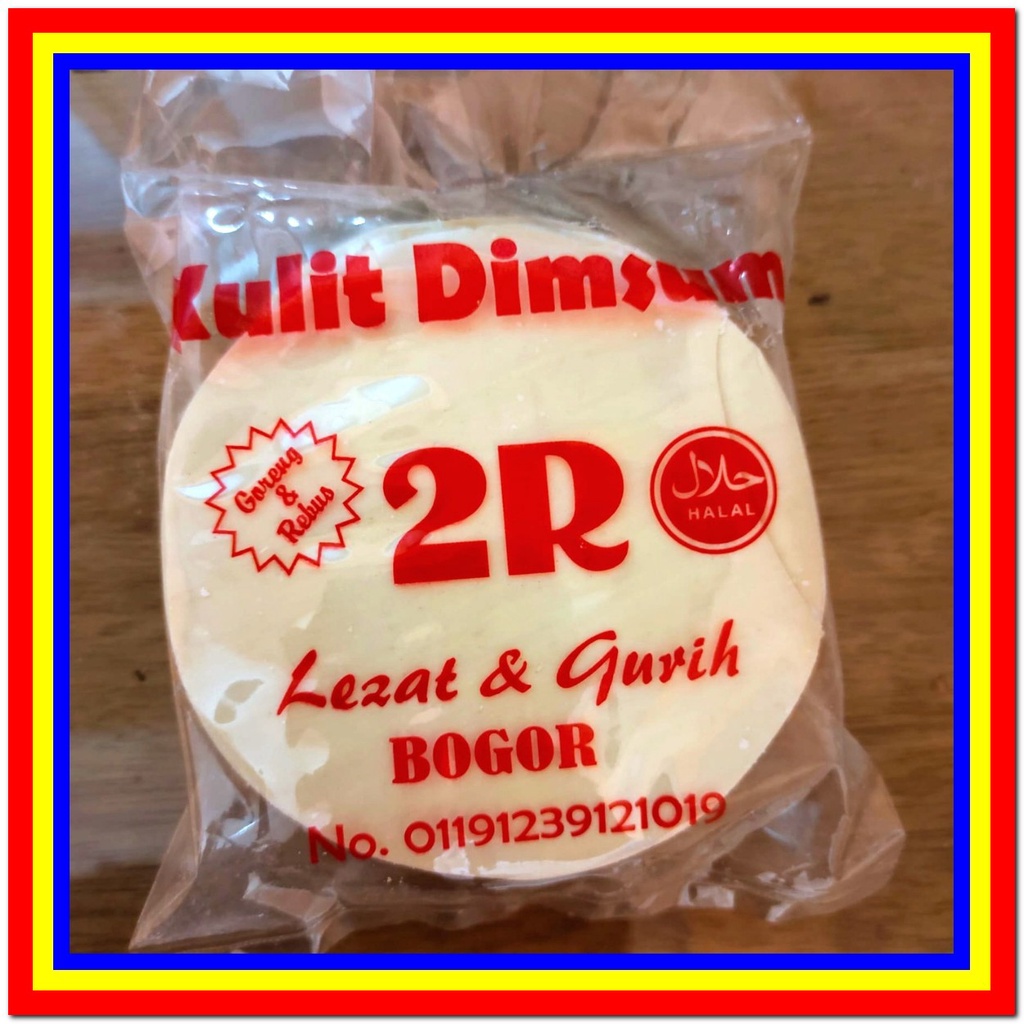 Kulit Dimsum
Goreng
&
Rebus
2R
حلال
HALAL
Lezat & Gurih
BOGOR
No. 01191239121019